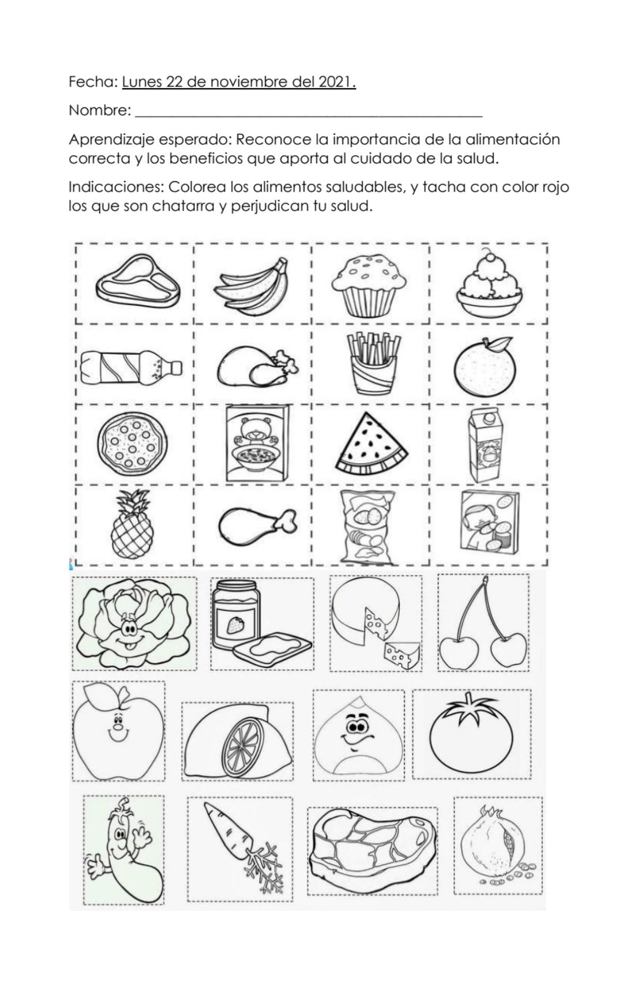 Fecha: Lunes 22 de noviembre del 2021.
Nombre: ___________________________________________
Aprendizaje esperado: Reconoce la importancia de la alimentación
correcta y los beneficios que aporta al cuidado de la salud.
Indicaciones: Colorea los alimentos saludables, y tacha con color rojo
los que son chatarra y perjudican tu salud.